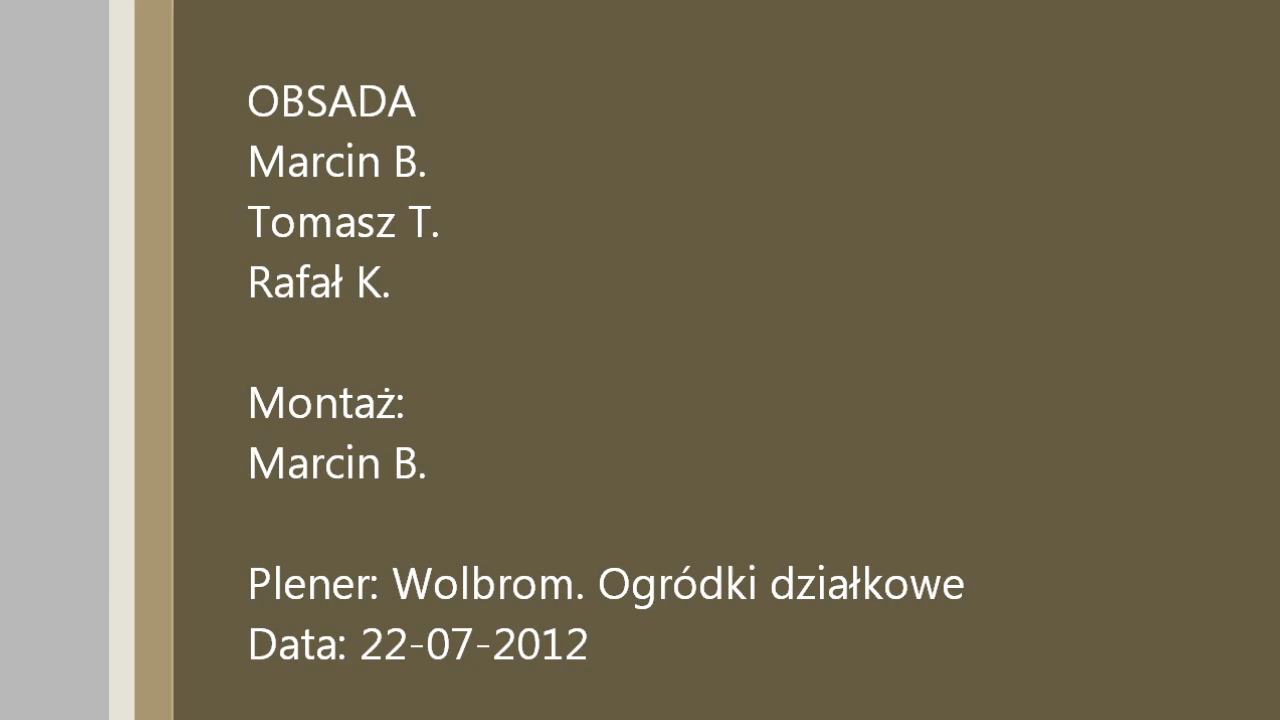 OBSADA
Marcin B.
Tomasz T.
Rafał K.
Montaż:
Marcin B.
Plener: Wolbrom. Ogródki działkowe
Data: 22-07-2012